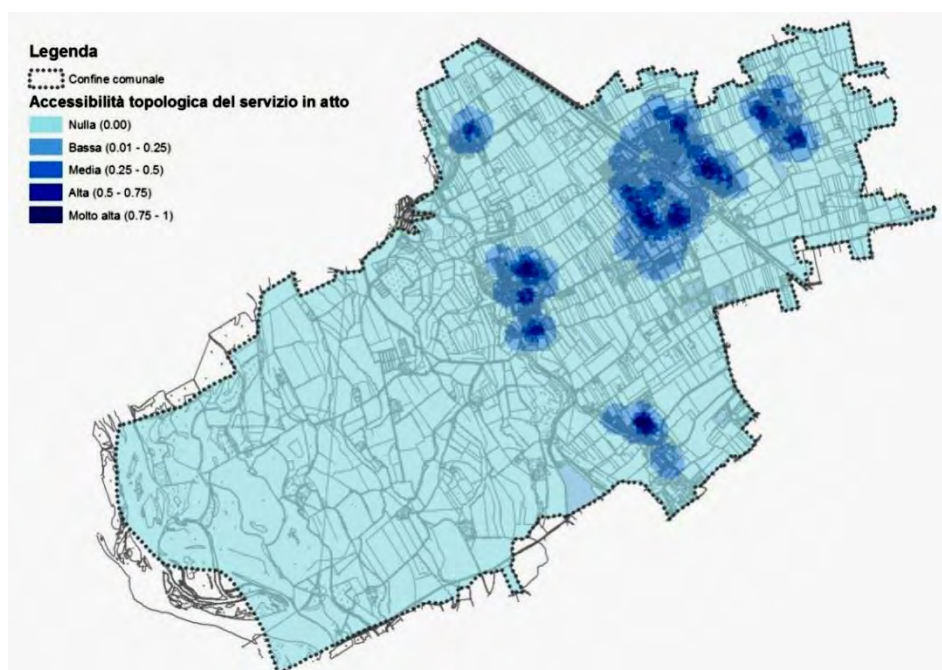 Legenda
Confine comunale
Accessibilità topologica del servizio in atto
Nulla (0.00)
Bassa (0.01 - 0.25)
Media (0.25 - 0.5)
Alta (0.5 - 0.75)
Molto alta (0.75 - 1)